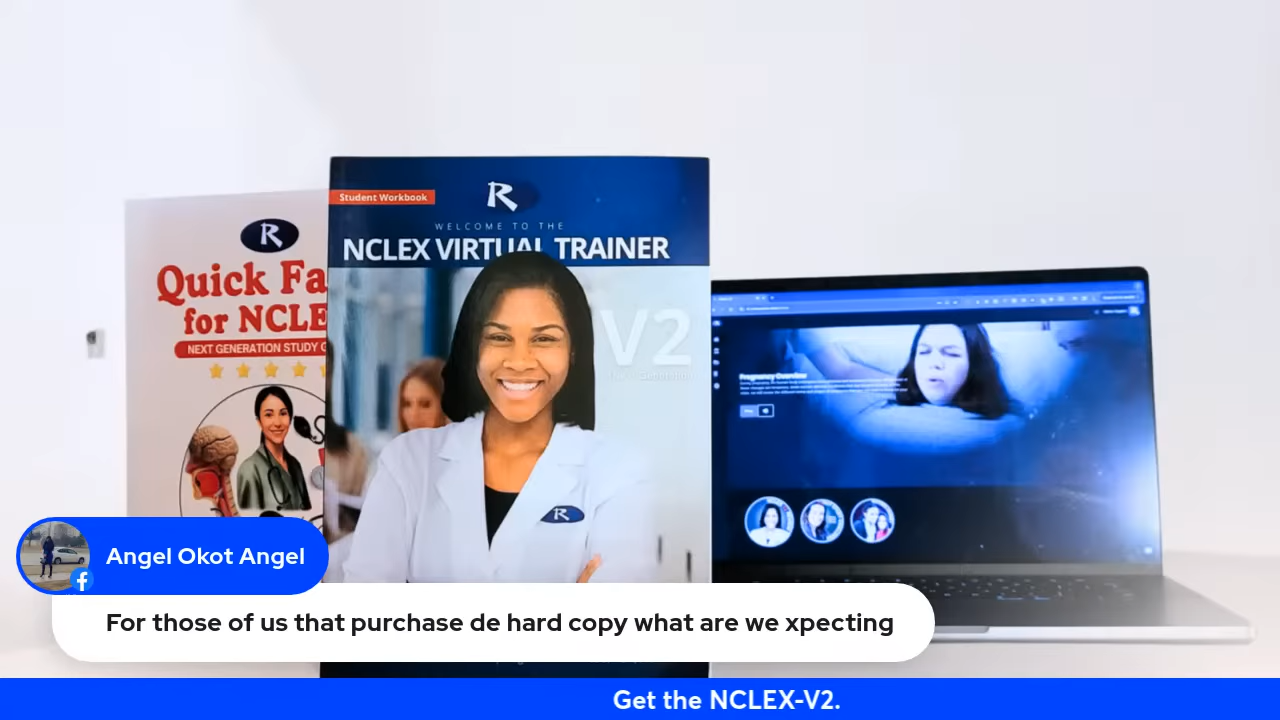 Student Workbook
R
WELCOME TO THE
NCLEX VIRTUAL TRAINER
V2
R
Quick Fa
for NCLE
NEXT GENERATION STUDY G
R
Pregnancy Overview
Angel Okot Angel
For those of us that purchase de hard copy what are we xpecting
Get the NCLEX-V2.